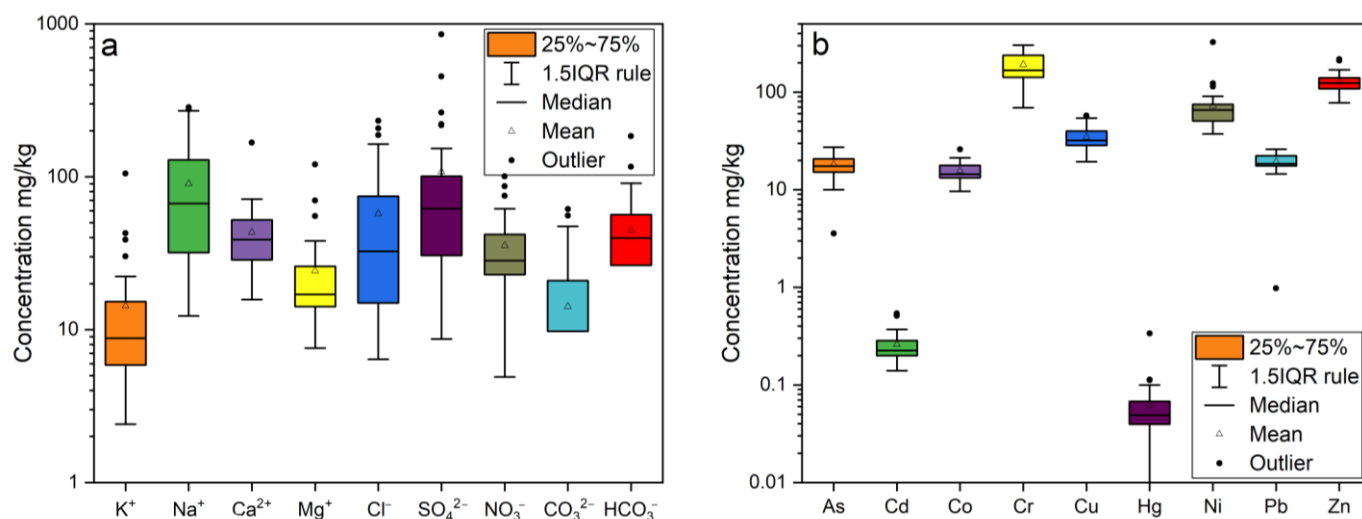 a
1000
100
10
1
Concentration mg/kg
25%~75%
1.5IQR rule
Median
Mean
Outlier
K⁺ Na⁺ Ca²⁺ Mg⁺ Cl⁻ SO₄²⁻ NO₃⁻ CO₃²⁻ HCO₃⁻
b
100
10
1
0.1
0.01
Concentration mg/kg
25%~75%
1.5IQR rule
Median
Mean
Outlier
As Cd Co Cr Cu Hg Ni Pb Zn